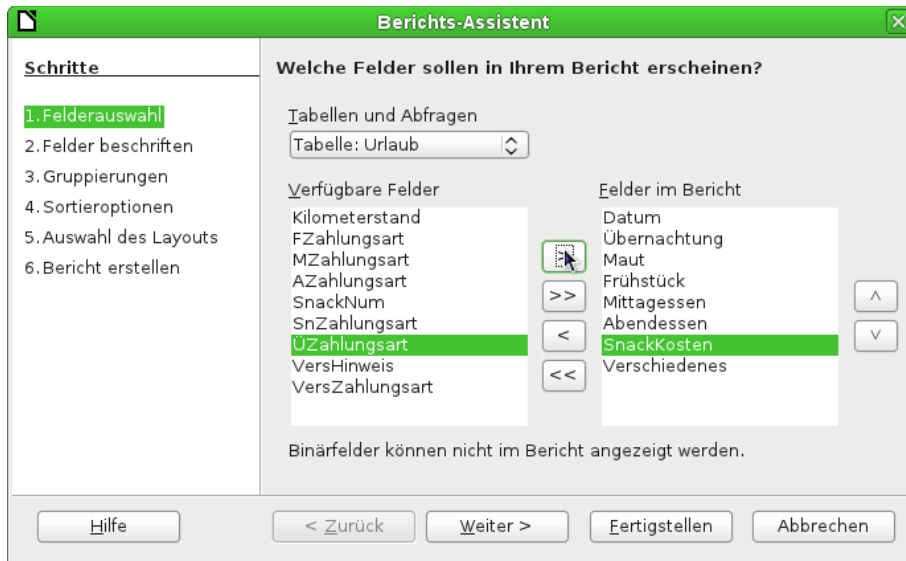 Berichts-Assistent
Schritte
1.Felderauswahl
2.Felder beschriften
3.Gruppierungen
4.Sortieroptionen
5.Auswahl des Layouts
6.Bericht erstellen
Welche Felder sollen in Ihrem Bericht erscheinen?
Tabellen und Abfragen
Tabelle: Urlaub
Verfügbare Felder
Kilometerstand
FZahlungsart
MZahlungsart
AZahlungsart
SnackNum
SnZahlungsart
ÜZahlungsart
VersHinweis
VersZahlungsart
>
>>
<
<<
Felder im Bericht
Datum
Übernachtung
Maut
Frühstück
Mittagessen
Abendessen
SnackKosten
Verschiedenes
Binärfelder können nicht im Bericht angezeigt werden.
Hilfe
< Zurück
Weiter >
Fertigstellen
Abbrechen